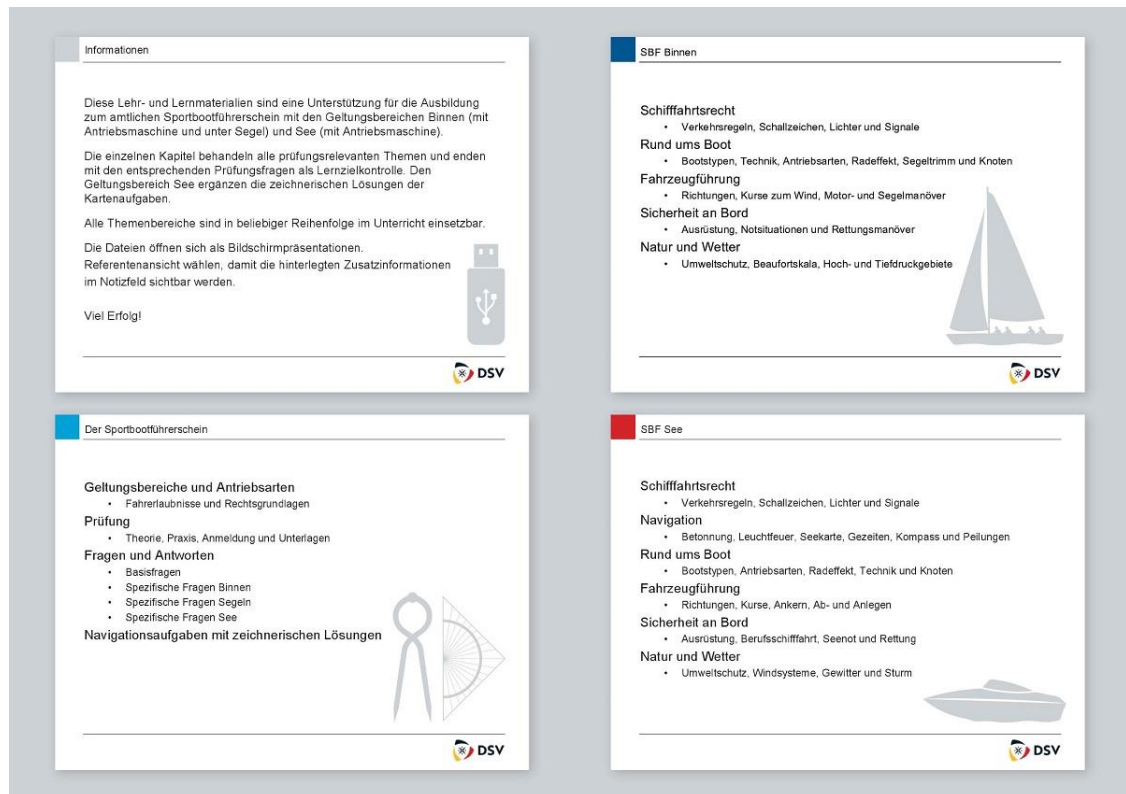 Informationen
Diese Lehr- und Lernmaterialien sind eine Unterstützung für die Ausbildung
zum amtlichen Sportbootführerschein mit den Geltungsbereichen Binnen (mit
Antriebsmaschine und unter Segel) und See (mit Antriebsmaschine).
Die einzelnen Kapitel behandeln alle prüfungsrelevanten Themen und enden
mit den entsprechenden Prüfungsfragen als Lernzielkontrolle. Den
Geltungsbereich See ergänzen die zeichnerischen Lösungen der
Kartenaufgaben.
Alle Themenbereiche sind in beliebiger Reihenfolge im Unterricht einsetzbar.
Die Dateien öffnen sich als Bildschirmpräsentationen.
Referentenansicht wählen, damit die hinterlegten Zusatzinformationen
im Notizfeld sichtbar werden.
Viel Erfolg!
DSV
SBF Binnen
Schifffahrtsrecht
• Verkehrsregeln, Schallzeichen, Lichter und Signale
Rund ums Boot
• Bootstypen, Technik, Antriebsarten, Radeffekt, Segeltrimm und Knoten
Fahrzeugführung
• Richtungen, Kurse zum Wind, Motor- und Segelmanöver
Sicherheit an Bord
• Ausrüstung, Notsituationen und Rettungsmanöver
Natur und Wetter
• Umweltschutz, Beaufortskala, Hoch- und Tiefdruckgebiete
DSV
Der Sportbootführerschein
Geltungsbereiche und Antriebsarten
• Fahrerlaubnisse und Rechtsgrundlagen
Prüfung
• Theorie, Praxis, Anmeldung und Unterlagen
Fragen und Antworten
• Basisfragen
• Spezifische Fragen Binnen
• Spezifische Fragen Segeln
• Spezifische Fragen See
Navigationsaufgaben mit zeichnerischen Lösungen
DSV
SBF See
Schifffahrtsrecht
• Verkehrsregeln, Schallzeichen, Lichter und Signale
Navigation
• Betonnung, Leuchtfeuer, Seekarte, Gezeiten, Kompass und Peilungen
Rund ums Boot
• Bootstypen, Antriebsarten, Radeffekt, Technik und Knoten
Fahrzeugführung
• Richtungen, Kurse, Ankern, Ab- und Anlegen
Sicherheit an Bord
• Ausrüstung, Berufsschifffahrt, Seenot und Rettung
Natur und Wetter
• Umweltschutz, Windsysteme, Gewitter und Sturm
DSV